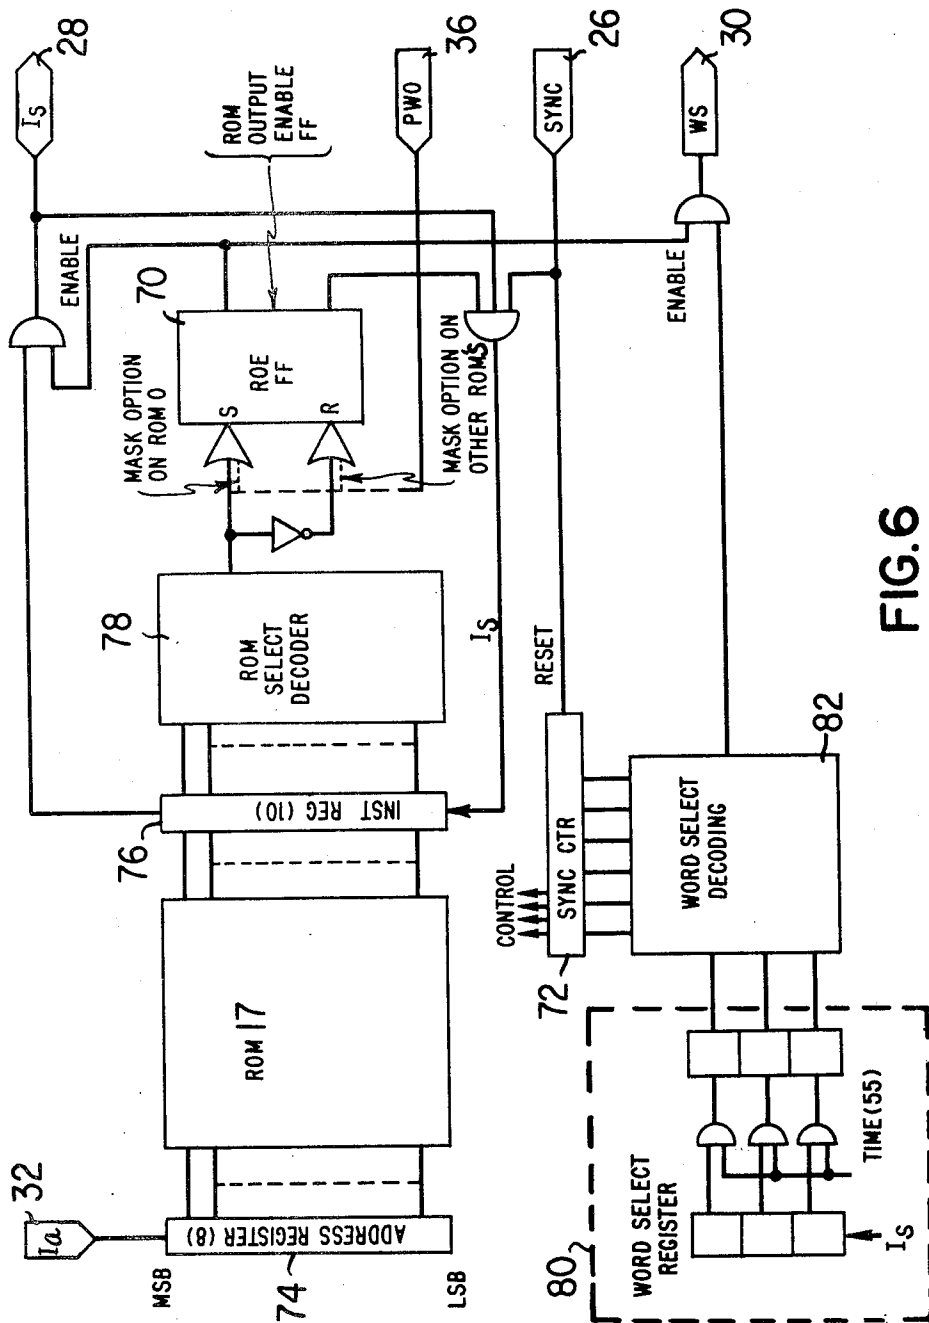 32
Ia
MSB
ADDRESS REGISTER (8)
LSB
74
ROM 17
76
INST REG (10)
78
ROM
SELECT
DECODER
MASK OPTION
ON ROM 0
S
R
70
ROE
FF
ENABLE
ROM
OUTPUT
ENABLE
FF
MASK OPTION ON
OTHER ROM'S
Is
28
Is
36
PWO
26
SYNC
30
WS
ENABLE
RESET
CONTROL
SYNC CTR
72
WORD SELECT
DECODING
82
80
WORD SELECT
REGISTER
Is
TIME(55)
FIG.6